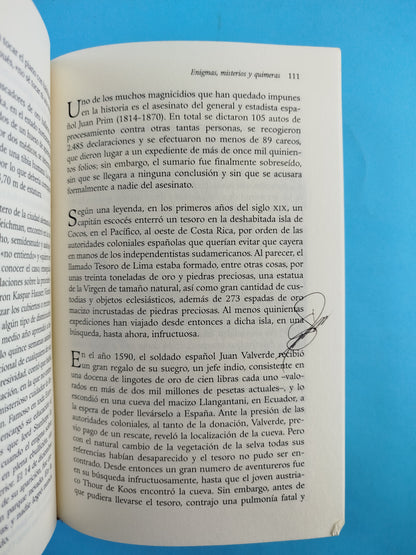 Enigmas, misterios y quimeras 111
Uno de los muchos magnicidios que han quedado impunes
en la historia es el asesinato del general y estadista espa-
ñol Juan Prim (1814-1870). En total se dictaron 105 autos de
procesamiento contra otras tantas personas, se recogieron
2.485 declaraciones y se efectuaron no menos de 89 careos,
que dieron lugar a un expediente de más de once mil quinien-
tos folios; sin embargo, el sumario fue finalmente sobreseído,
sin que se llegara a ninguna conclusión y sin que se acusara
formalmente a nadie del asesinato.
Según una leyenda, en los primeros años del siglo XIX, un
capitán escocés enterró un tesoro en la deshabitada isla de
Cocos, en el Pacífico, al oeste de Costa Rica, por orden de las
autoridades coloniales españolas que querían evitar que cayera
en manos de los independentistas sudamericanos. Al parecer, el
llamado Tesoro de Lima estaba formado, entre otras cosas, por
una treinta toneladas de oro y piedras preciosas, una estatua
de la Virgen de tamaño natural, así como gran cantidad de cus-
todias y objetos eclesiásticos, además de 273 espadas de oro
macizo incrustadas de piedras preciosas. Al menos quinientas
expediciones han viajado desde entonces a dicha isla, en una
búsqueda, hasta ahora, infructuosa.
En el año 1590, el soldado español Juan Valverde recibió
un gran regalo de su suegro, un jefe indio, consistente en
una docena de lingotes de oro de cien libras cada uno –valo-
rados en más de dos mil millones de pesetas actuales–, y lo
escondió en una cueva del macizo Llangantani, en Ecuador, a
la espera de poder llevárselo a España. Ante la presión de las
autoridades coloniales, al tanto de la donación, Valverde, pre-
vio pago de un rescate, reveló la localización de la cueva. Pero
con el natural cambio de la vegetación de la selva todas sus
referencias habían desaparecido y el tesoro no pudo ser en-
contrado. Desde entonces un gran número de aventureros fue
en su búsqueda infructuosamente, hasta que el joven austria-
co Thour de Koos encontró la cueva. Sin embargo, antes de
que pudiera llevarse el tesoro, contrajo una pulmonía fatal y